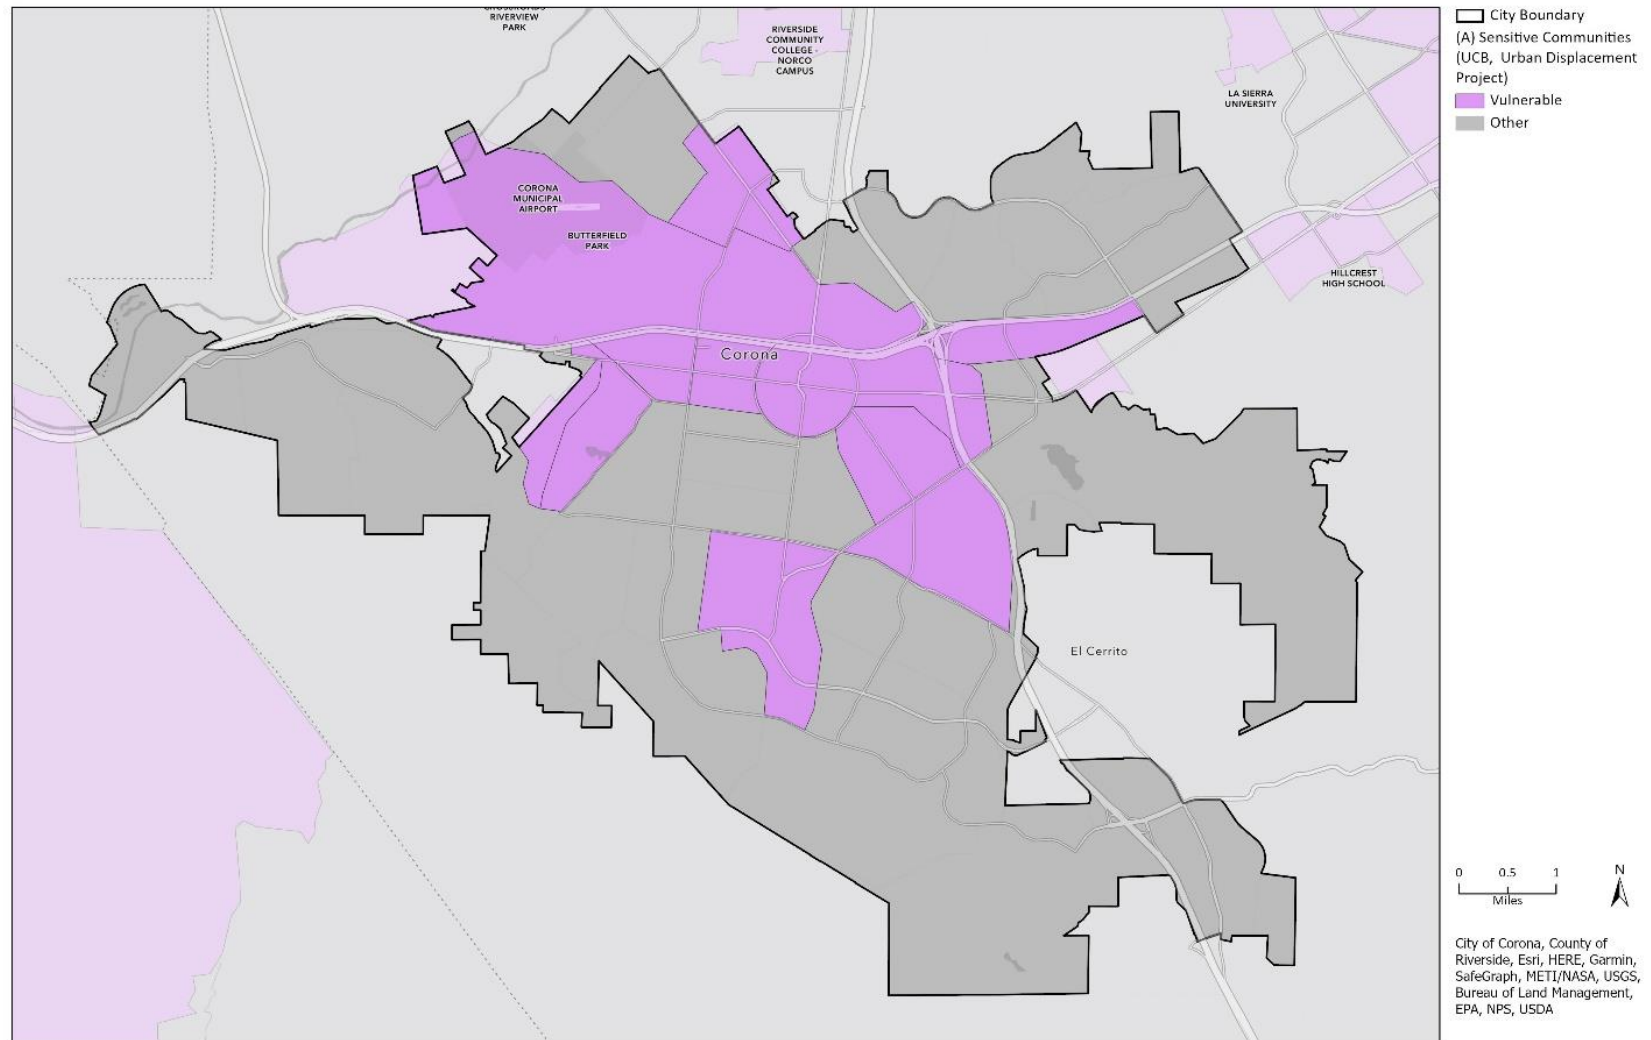 CROSSROADS
RIVERVIEW
PARK
RIVERSIDE
COMMUNITY
COLLEGE -
NORCO
CAMPUS
LA SIERRA
UNIVERSITY
CORONA
MUNICIPAL
AIRPORT
BUTTERFIELD
PARK
HILLCREST
HIGH SCHOOL
Corona
El Cerrito
City Boundary
(A) Sensitive Communities
(UCB, Urban Displacement
Project)
Vulnerable
Other
0 0.5 1
Miles
N
City of Corona, County of
Riverside, Esri, HERE, Garmin,
SafeGraph, METI/NASA, USGS,
Bureau of Land Management,
EPA, NPS, USDA